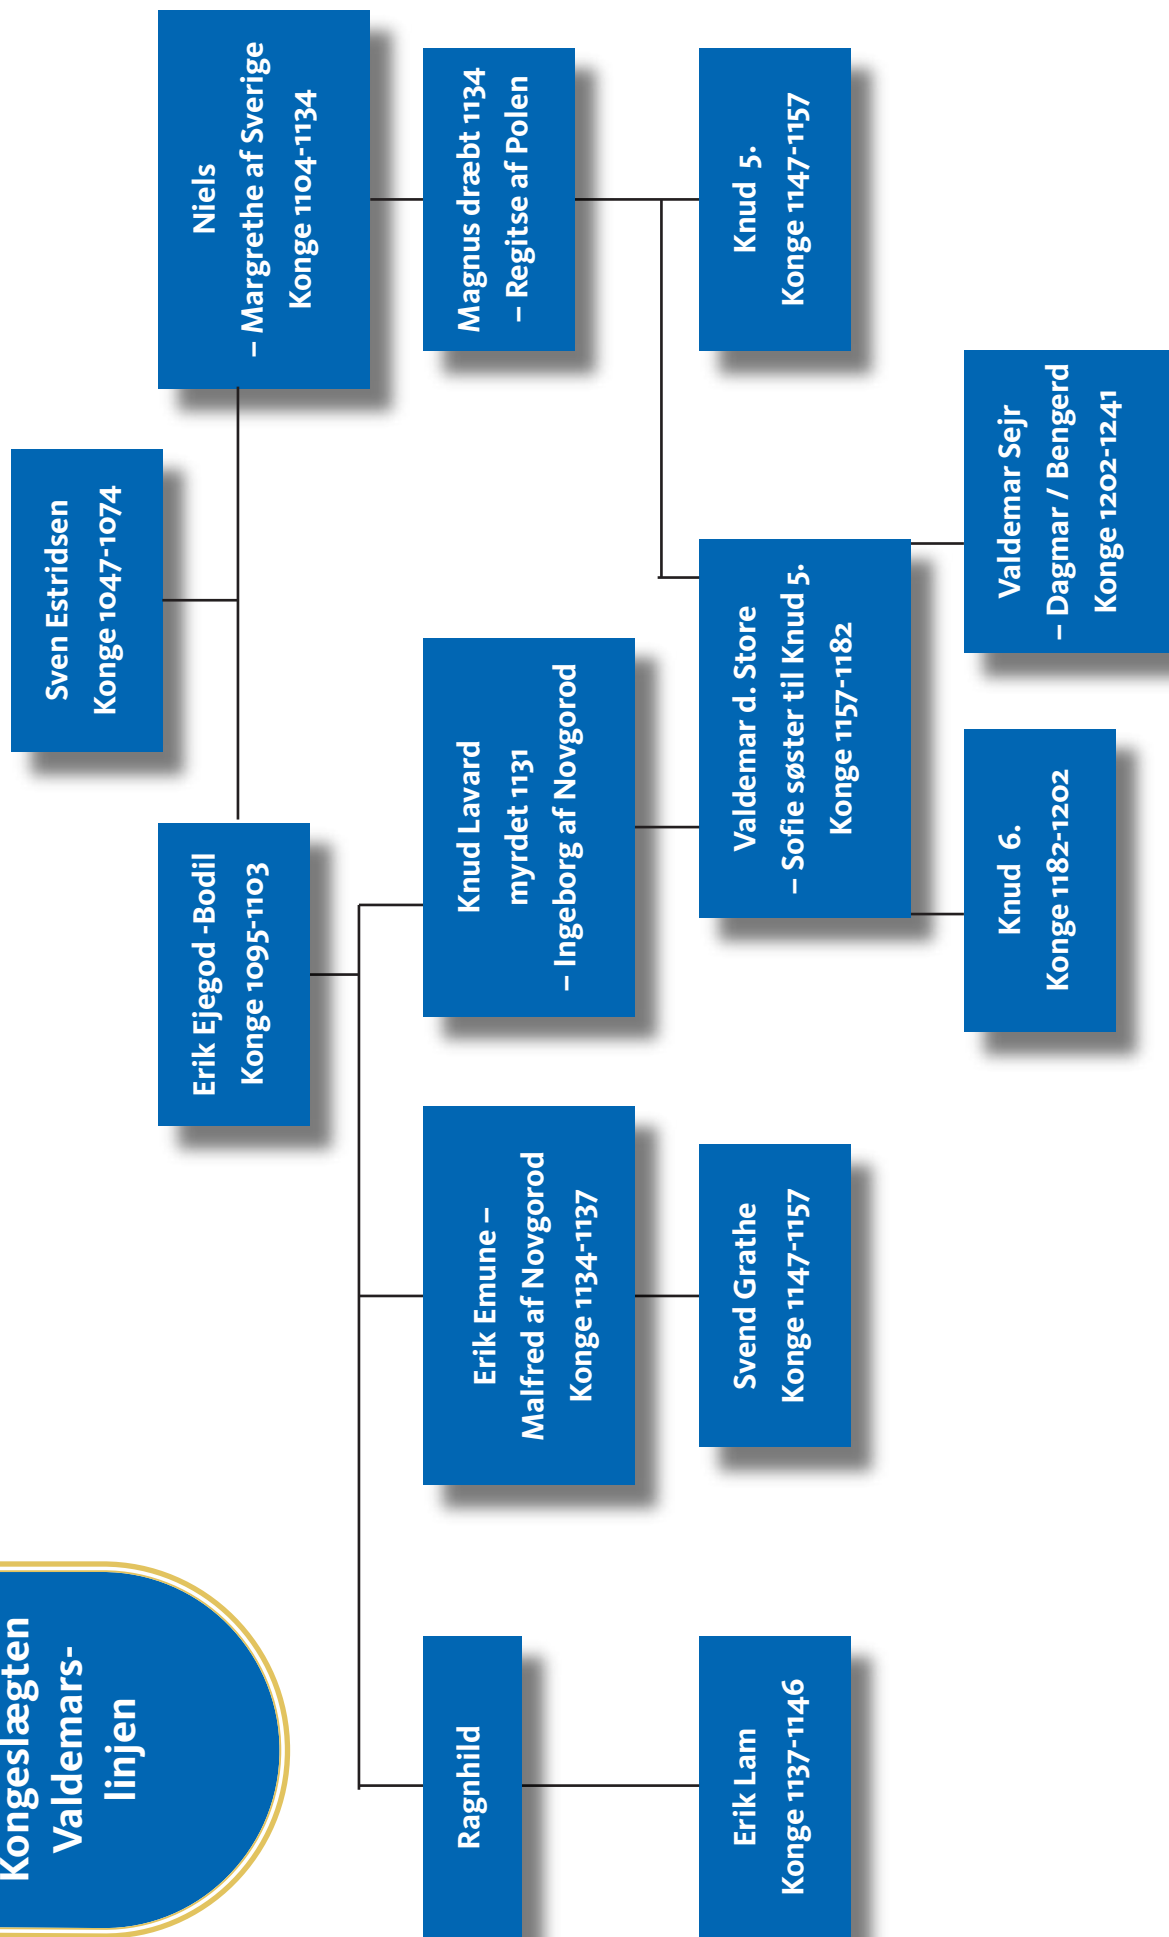 Kongeslægten
Valdemars-
linjen
Sven Estridsen
Konge 1047-1074
Erik Ejegod -Bodil
Konge 1095-1103
Niels
– Margrethe af Sverige
Konge 1104-1134
Ragnhild
Erik Emune –
Malfred af Novgorod
Konge 1134-1137
Knud Lavard
myrdet 1131
– Ingeborg af Novgorod
Magnus dræbt 1134
– Regitse af Polen
Erik Lam
Konge 1137-1146
Svend Grathe
Konge 1147-1157
Valdemar d. Store
– Sofie søster til Knud 5.
Konge 1157-1182
Knud 5.
Konge 1147-1157
Knud 6.
Konge 1182-1202
Valdemar Sejr
– Dagmar / Bengerd
Konge 1202-1241